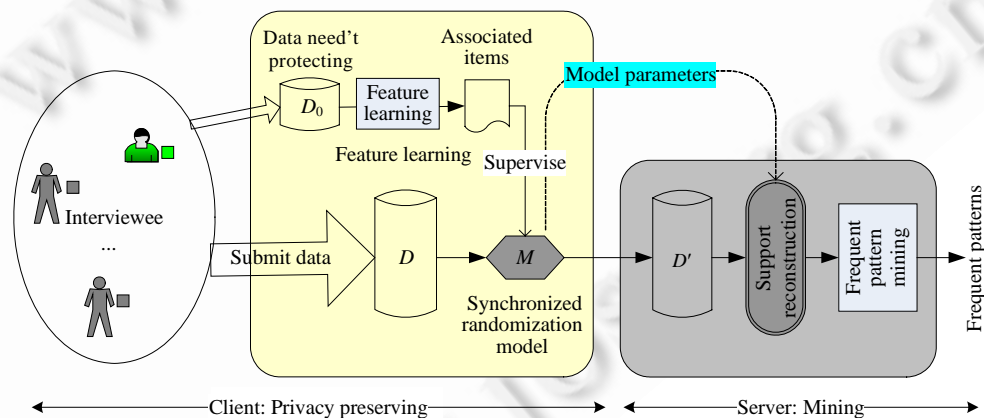 Data need't
protecting
Associated
items
Model parameters
D₀
Feature
learning
Feature learning
Supervise
Interviewee
...
Submit data
D
M
Synchronized
randomization
model
D'
Support
reconstruction
Frequent
pattern
mining
Frequent patterns
Client: Privacy preserving
Server: Mining